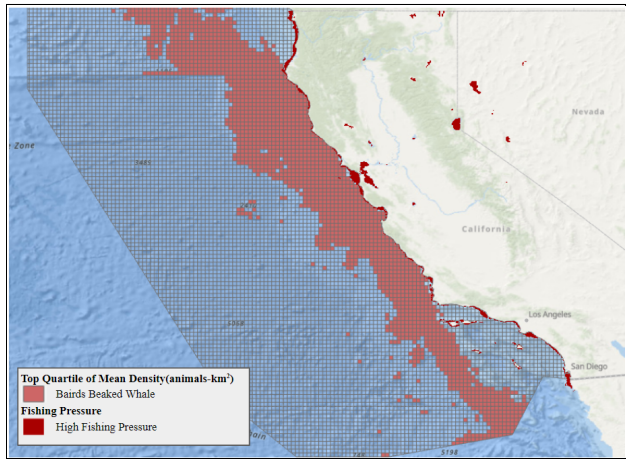 Nevada
e Zone
California
Los Angeles
San Diego
Top Quartile of Mean Density(animals-km²)
Bairds Beaked Whale
Fishing Pressure
High Fishing Pressure